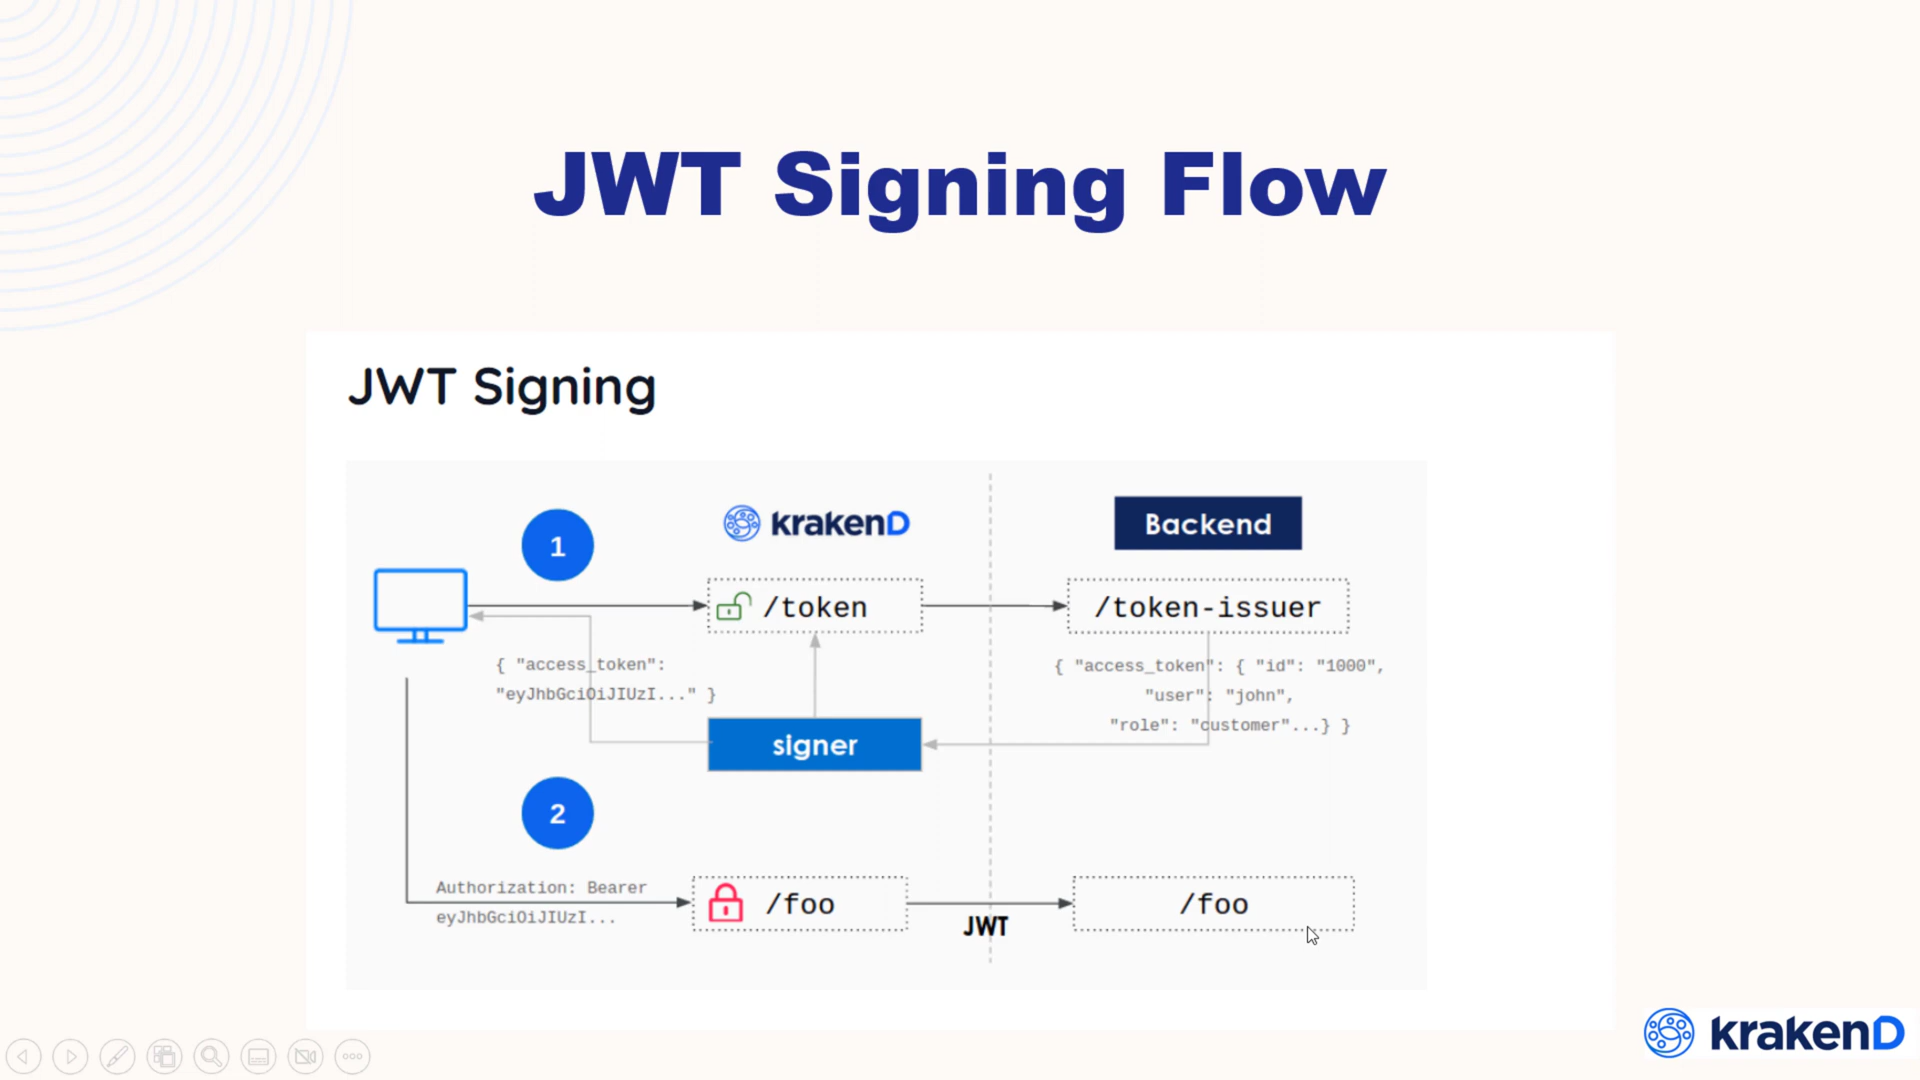 JWT Signing Flow
JWT Signing
1
krakenD
Backend
/token
/token-issuer
{ "access_token":
"eyJhbGciOiJIUzI..." }
{ "access_token": { "id": "1000",
"user": "john",
"role": "customer"...} }
signer
2
Authorization: Bearer
eyJhbGciOiJIUzI...
/foo
JWT
/foo
krakenD